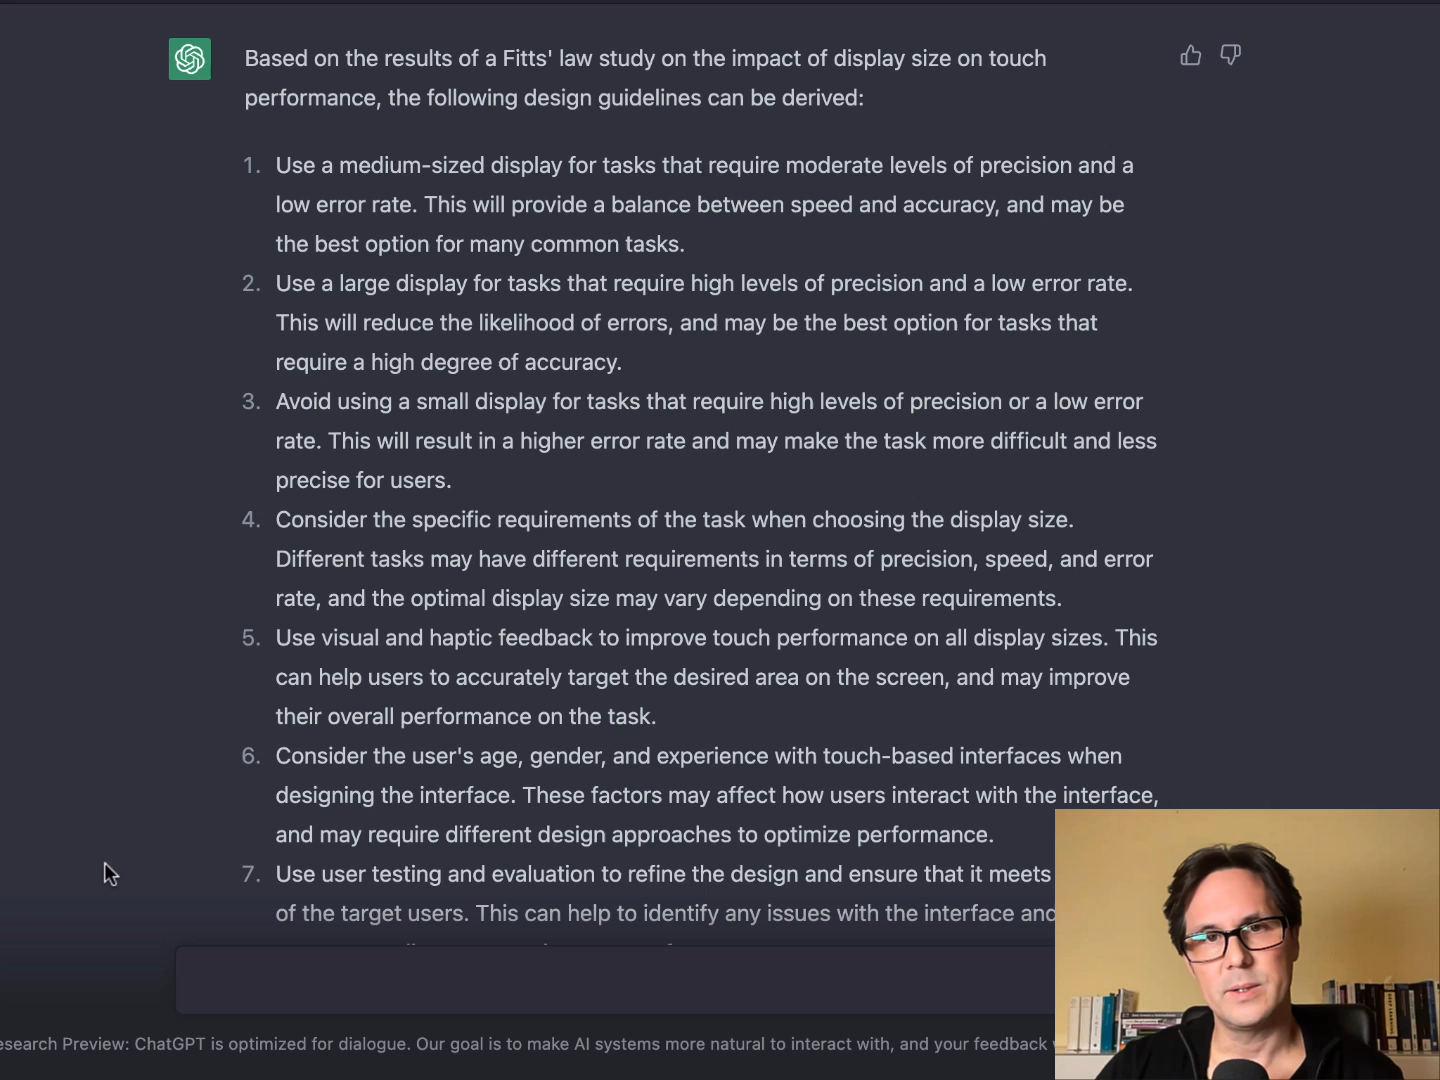 Based on the results of a Fitts' law study on the impact of display size on touch
performance, the following design guidelines can be derived:
1. Use a medium-sized display for tasks that require moderate levels of precision and a
low error rate. This will provide a balance between speed and accuracy, and may be
the best option for many common tasks.
2. Use a large display for tasks that require high levels of precision and a low error rate.
This will reduce the likelihood of errors, and may be the best option for tasks that
require a high degree of accuracy.
3. Avoid using a small display for tasks that require high levels of precision or a low error
rate. This will result in a higher error rate and may make the task more difficult and less
precise for users.
4. Consider the specific requirements of the task when choosing the display size.
Different tasks may have different requirements in terms of precision, speed, and error
rate, and the optimal display size may vary depending on these requirements.
5. Use visual and haptic feedback to improve touch performance on all display sizes. This
can help users to accurately target the desired area on the screen, and may improve
their overall performance on the task.
6. Consider the user's age, gender, and experience with touch-based interfaces when
designing the interface. These factors may affect how users interact with the interface,
and may require different design approaches to optimize performance.
7. Use user testing and evaluation to refine the design and ensure that it meets
of the target users. This can help to identify any issues with the interface and
esearch Preview: ChatGPT is optimized for dialogue. Our goal is to make AI systems more natural to interact with, and your feedback